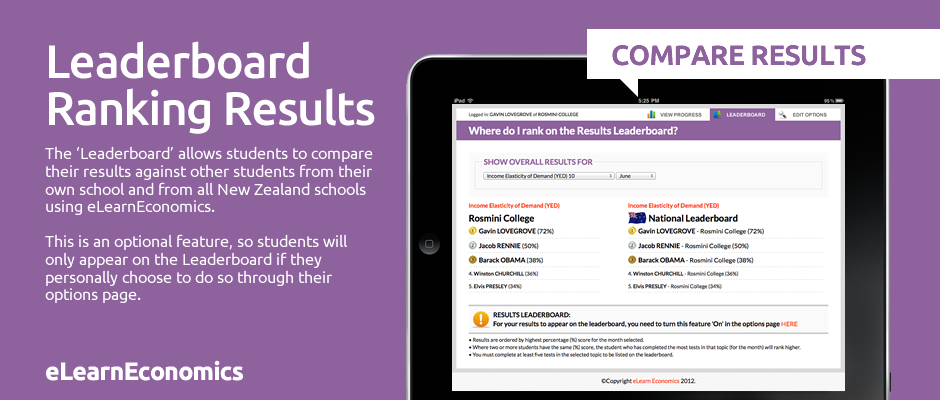 Leaderboard
Ranking Results
The ‘Leaderboard’ allows students to compare
their results against other students from their
own school and from all New Zealand schools
using eLearnEconomics.
This is an optional feature, so students will
only appear on the Leaderboard if they
personally choose to do so through their
options page.
eLearnEconomics
COMPARE RESULTS
iPad 5:25 PM 95%
Logged in: GAVIN LOVEGROVE of ROSMINI COLLEGE
VIEW PROGRESS LEADERBOARD EDIT OPTIONS
Where do I rank on the Results Leaderboard?
SHOW OVERALL RESULTS FOR
Income Elasticity of Demand (YED) 10 June
Income Elasticity of Demand (YED)
Rosmini College
Gavin LOVEGROVE (72%)
Jacob RENNIE (50%)
Barack OBAMA (38%)
4. Winston CHURCHILL (36%)
5. Elvis PRESLEY (34%)
Income Elasticity of Demand (YED)
National Leaderboard
Gavin LOVEGROVE - Rosmini College (72%)
Jacob RENNIE - Rosmini College (50%)
Barack OBAMA - Rosmini College (38%)
4. Winston CHURCHILL - Rosmini College (36%)
5. Elvis PRESLEY - Rosmini College (34%)
RESULTS LEADERBOARD:
For your results to appear on the leaderboard, you need to turn this feature 'On' in the options page HERE
• Results are ordered by highest percentage (%) score for the month selected.
• Where two or more students have the same (%) score, the student who has completed the most tests in that topic (for the month) will rank higher.
• You must complete at least five tests in the selected topic to be listed on the leaderboard.
©Copyright eLearn Economics 2012.